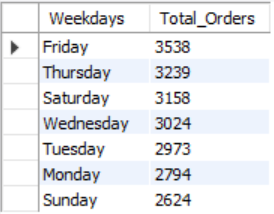 Weekdays Total_Orders
Friday 3538
Thursday 3239
Saturday 3158
Wednesday 3024
Tuesday 2973
Monday 2794
Sunday 2624